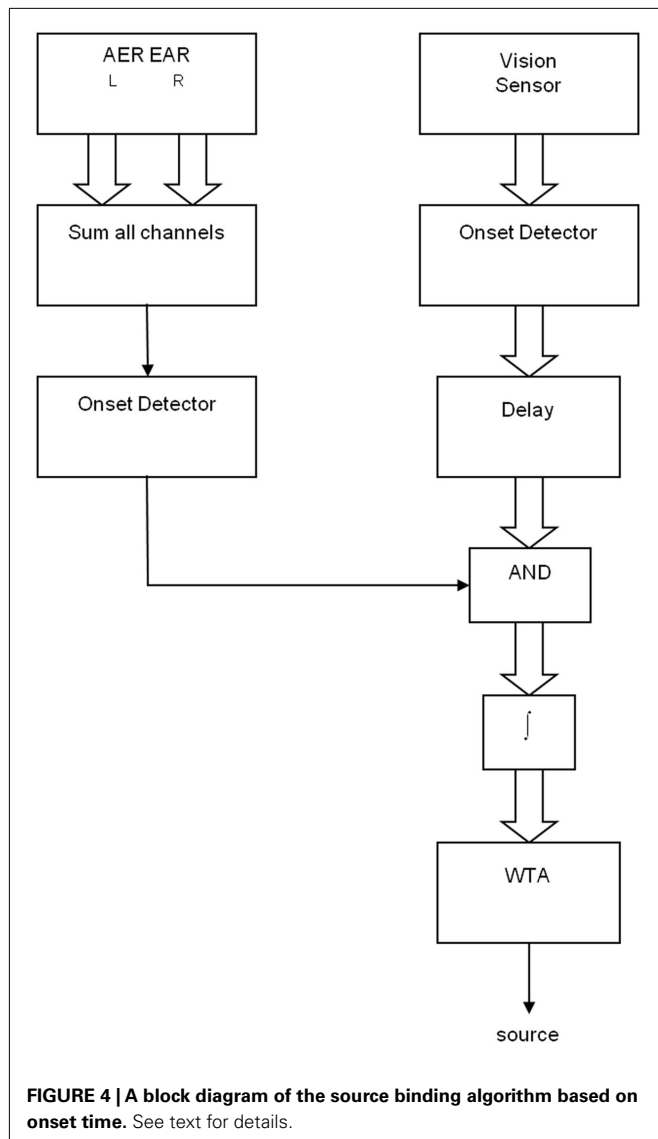 AER EAR
L R
Sum all channels
Onset Detector
Vision
Sensor
Onset Detector
Delay
AND
∫
WTA
source
FIGURE 4 | A block diagram of the source binding algorithm based on
onset time. See text for details.